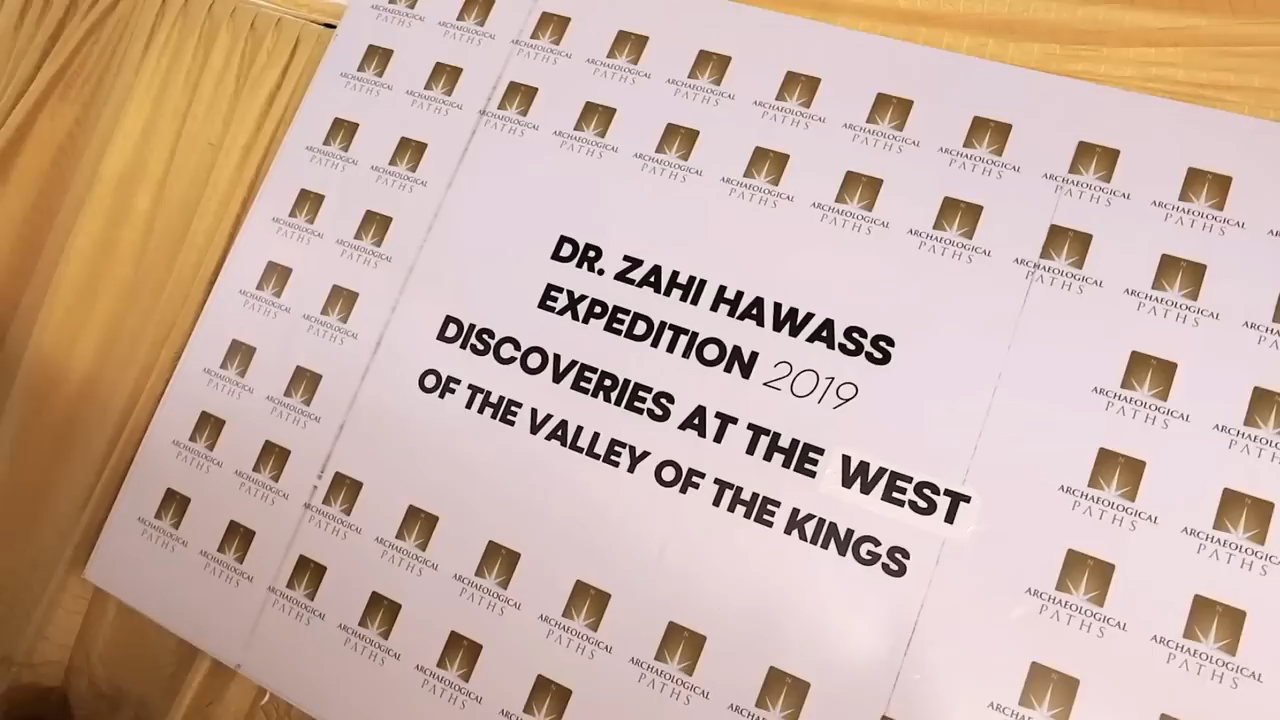 DR. ZAHI HAWASS
EXPEDITION 2019
DISCOVERIES AT THE WEST
OF THE VALLEY OF THE KINGS
ARCHAEOLOGICAL
PATHS